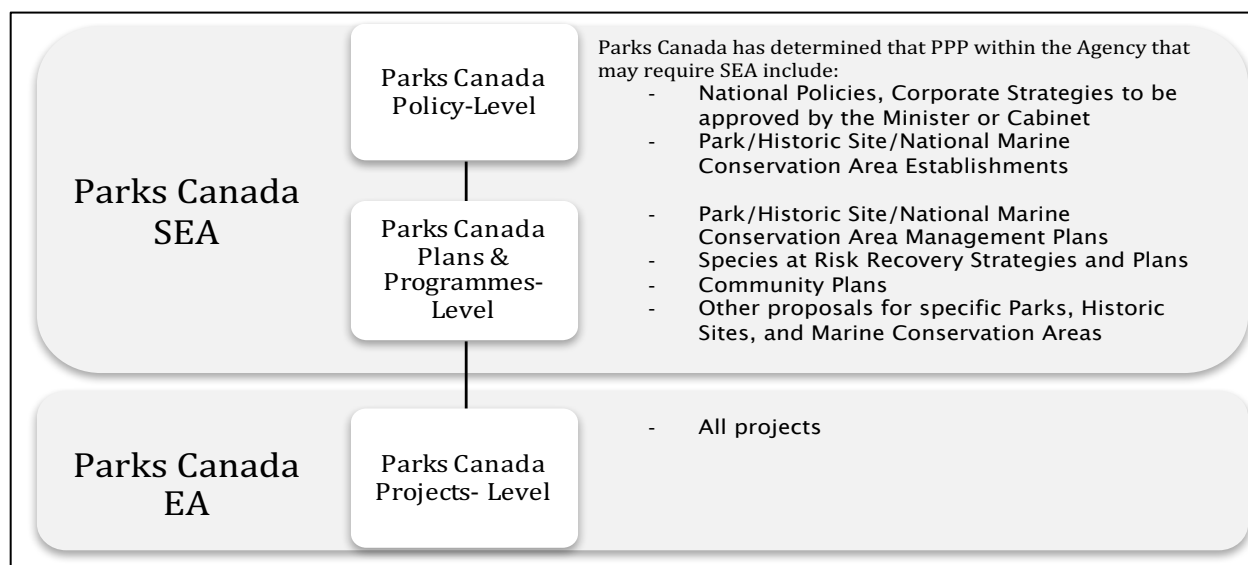 Parks Canada has determined that PPP within the Agency that
may require SEA include:
Parks Canada
Policy-Level
- National Policies, Corporate Strategies to be
approved by the Minister or Cabinet
- Park/Historic Site/National Marine
Conservation Area Establishments
Parks Canada
SEA
Parks Canada
Plans &
Programmes-
Level
- Park/Historic Site/National Marine
Conservation Area Management Plans
- Species at Risk Recovery Strategies and Plans
- Community Plans
- Other proposals for specific Parks, Historic
Sites, and Marine Conservation Areas
Parks Canada
EA
Parks Canada
Projects- Level
- All projects